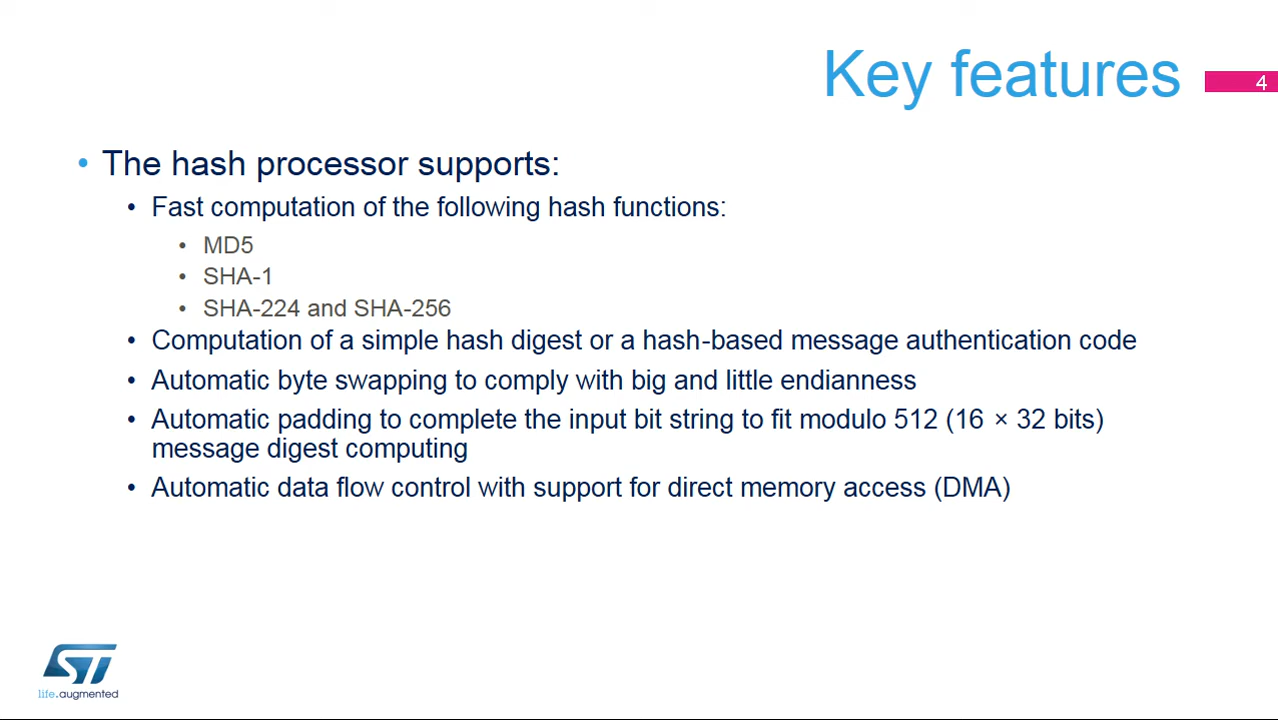 Key features
4
• The hash processor supports:
• Fast computation of the following hash functions:
• MD5
• SHA-1
• SHA-224 and SHA-256
• Computation of a simple hash digest or a hash-based message authentication code
• Automatic byte swapping to comply with big and little endianness
• Automatic padding to complete the input bit string to fit modulo 512 (16 × 32 bits)
message digest computing
• Automatic data flow control with support for direct memory access (DMA)
ST
life.augmented